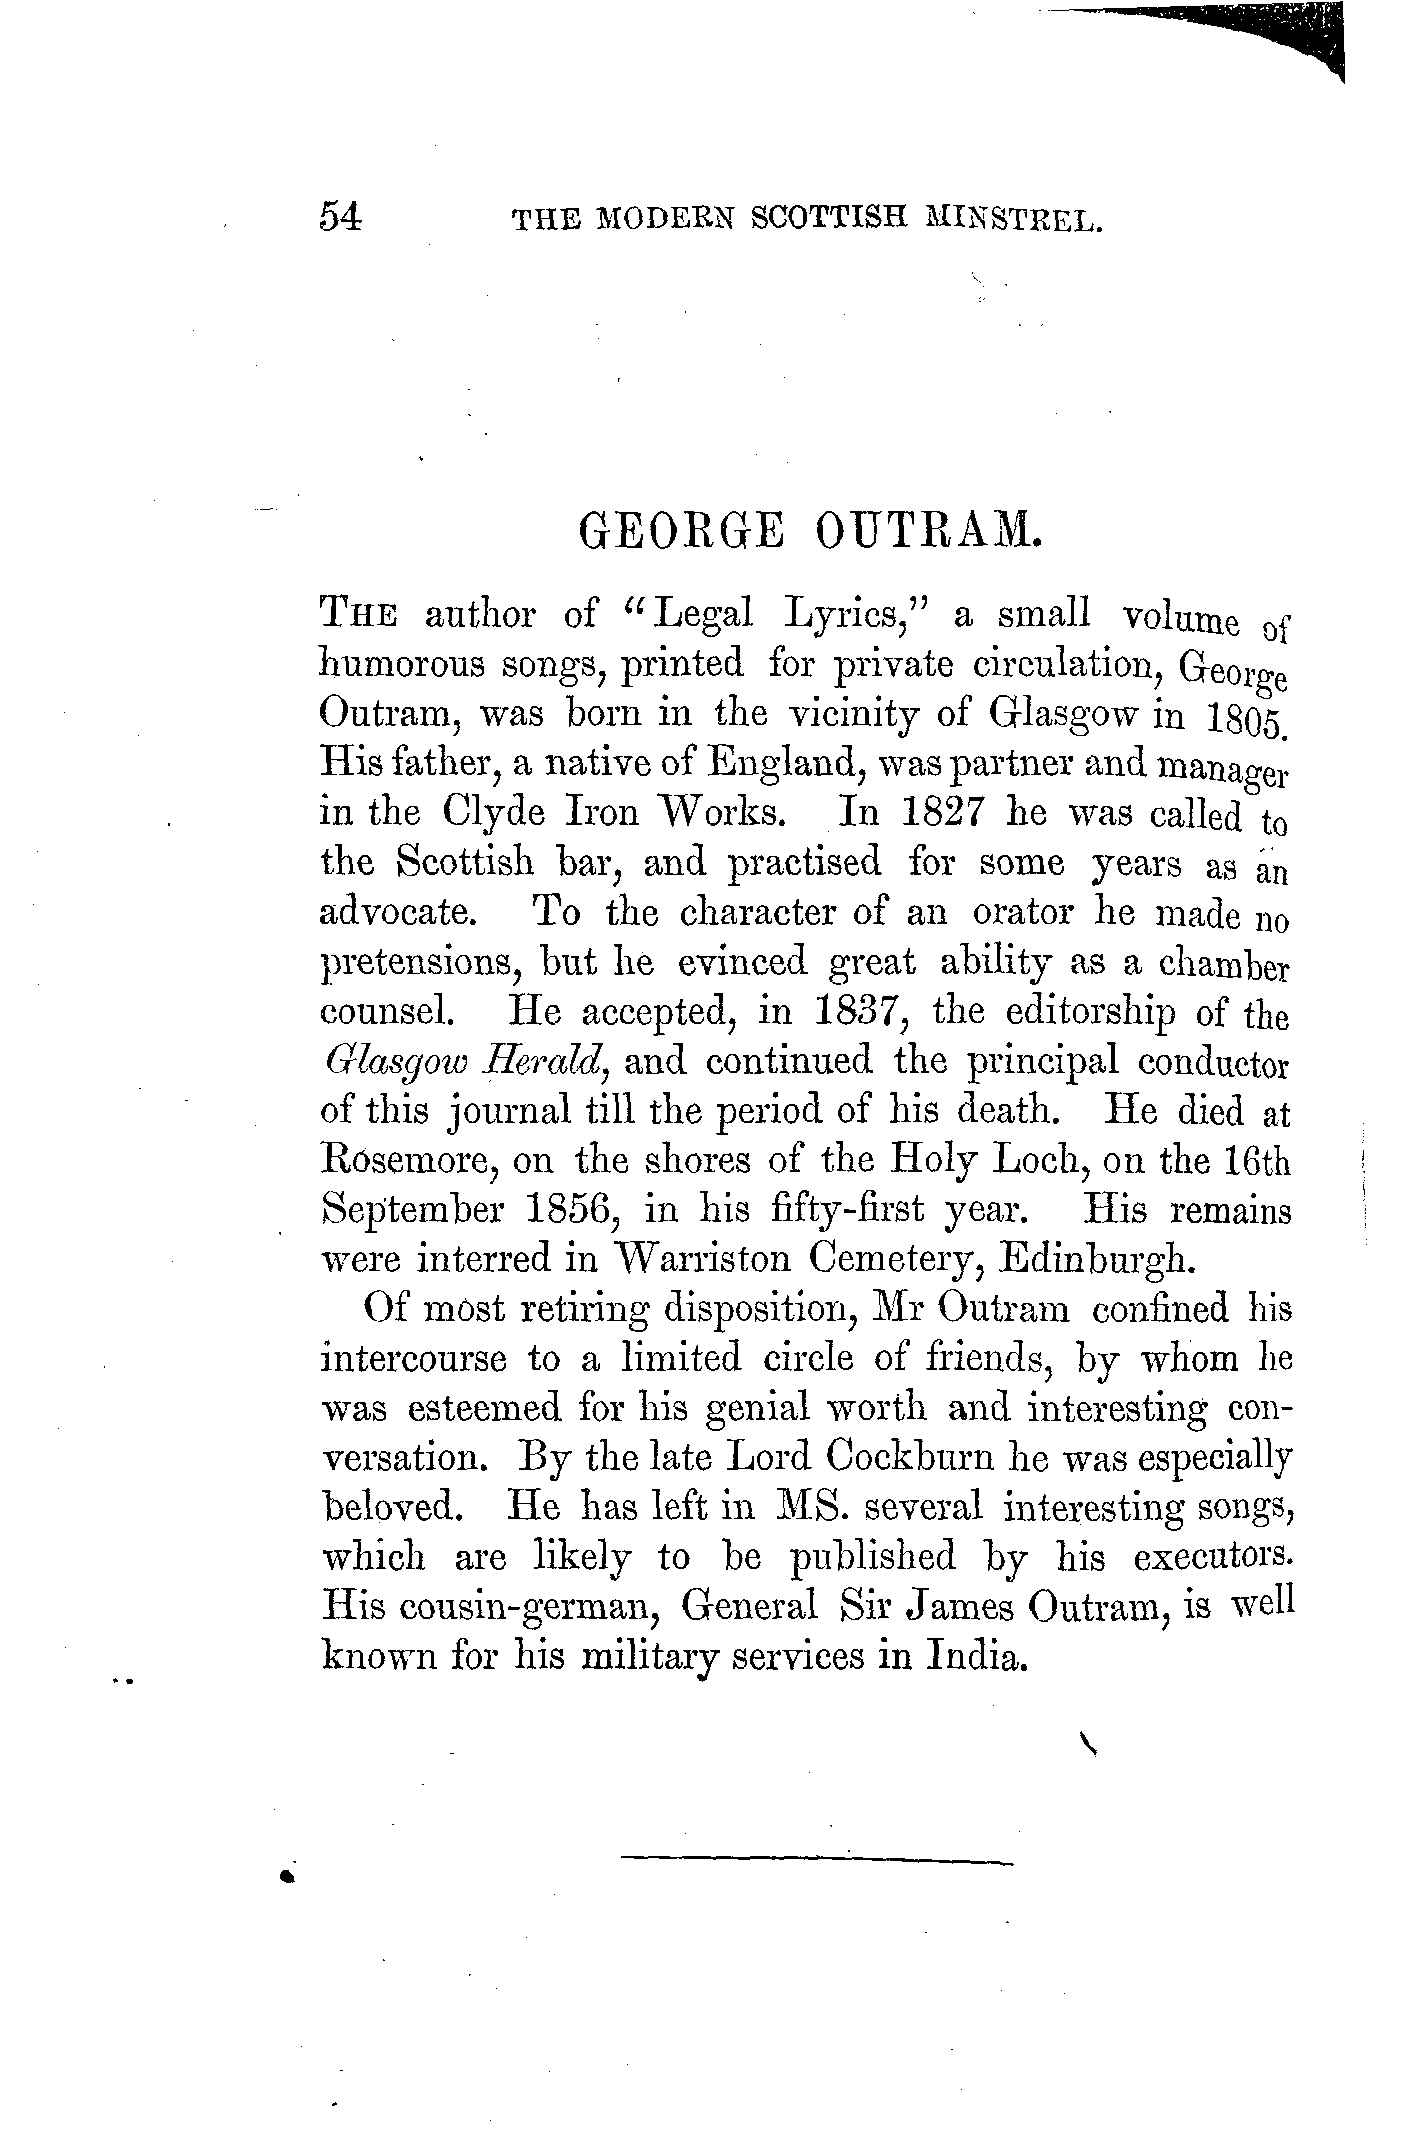 54 THE MODERN SCOTTISH MINSTREL.
GEORGE OUTRAM.
THE author of “Legal Lyrics,” a small volume of
humorous songs, printed for private circulation, George
Outram, was born in the vicinity of Glasgow in 1805.
His father, a native of England, was partner and manager
in the Clyde Iron Works. In 1827 he was called to
the Scottish bar, and practised for some years as an
advocate. To the character of an orator he made no
pretensions, but he evinced great ability as a chamber
counsel. He accepted, in 1837, the editorship of the
Glasgow Herald, and continued the principal conductor
of this journal till the period of his death. He died at
Rosemore, on the shores of the Holy Loch, on the 16th
September 1856, in his fifty-first year. His remains
were interred in Warriston Cemetery, Edinburgh.
Of most retiring disposition, Mr Outram confined his
intercourse to a limited circle of friends, by whom he
was esteemed for his genial worth and interesting con-
versation. By the late Lord Cockburn he was especially
beloved. He has left in MS. several interesting songs,
which are likely to be published by his executors.
His cousin-german, General Sir James Outram, is well
known for his military services in India.